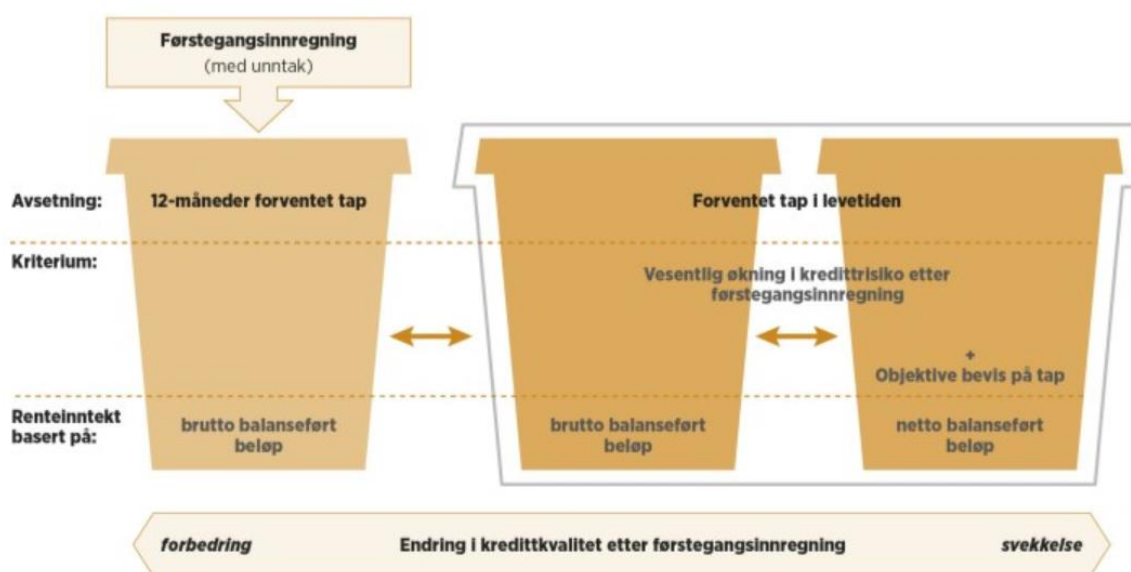 Førstegangsinnregning
(med unntak)
Avsetning:
12-måneder forventet tap
Forventet tap i levetiden
Kriterium:
Vesentlig økning i kredittrisiko etter
førstegangsinnregning
+
Objektive bevis på tap
Renteinntekt
basert på:
brutto balanseført
beløp
brutto balanseført
beløp
netto balanseført
beløp
forbedring
Endring i kredittkvalitet etter førstegangsinnregning
svekkelse